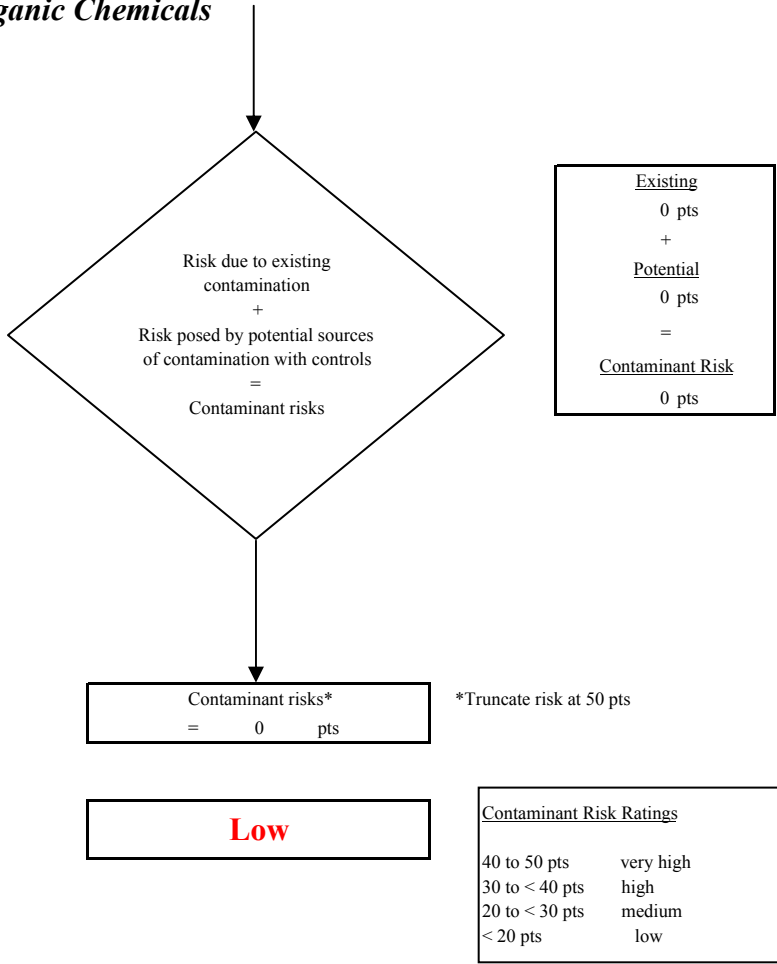 Chemicals
Risk due to existing
contamination
+
Risk posed by potential sources
of contamination with controls
=
Contaminant risks
Existing
0 pts
+
Potential
0 pts
=
Contaminant Risk
0 pts
Contaminant risks*
= 0 pts
*Truncate risk at 50 pts
Low
Contaminant Risk Ratings
40 to 50 pts very high
30 to < 40 pts high
20 to < 30 pts medium
< 20 pts low